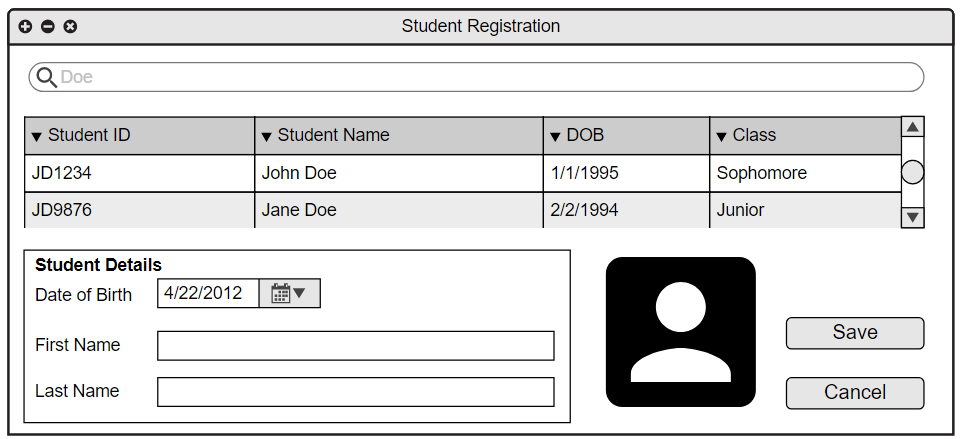 Student Registration
Doe
Student ID Student Name DOB Class
JD1234 John Doe 1/1/1995 Sophomore
JD9876 Jane Doe 2/2/1994 Junior
Student Details
Date of Birth 4/22/2012
First Name
Save
Last Name
Cancel